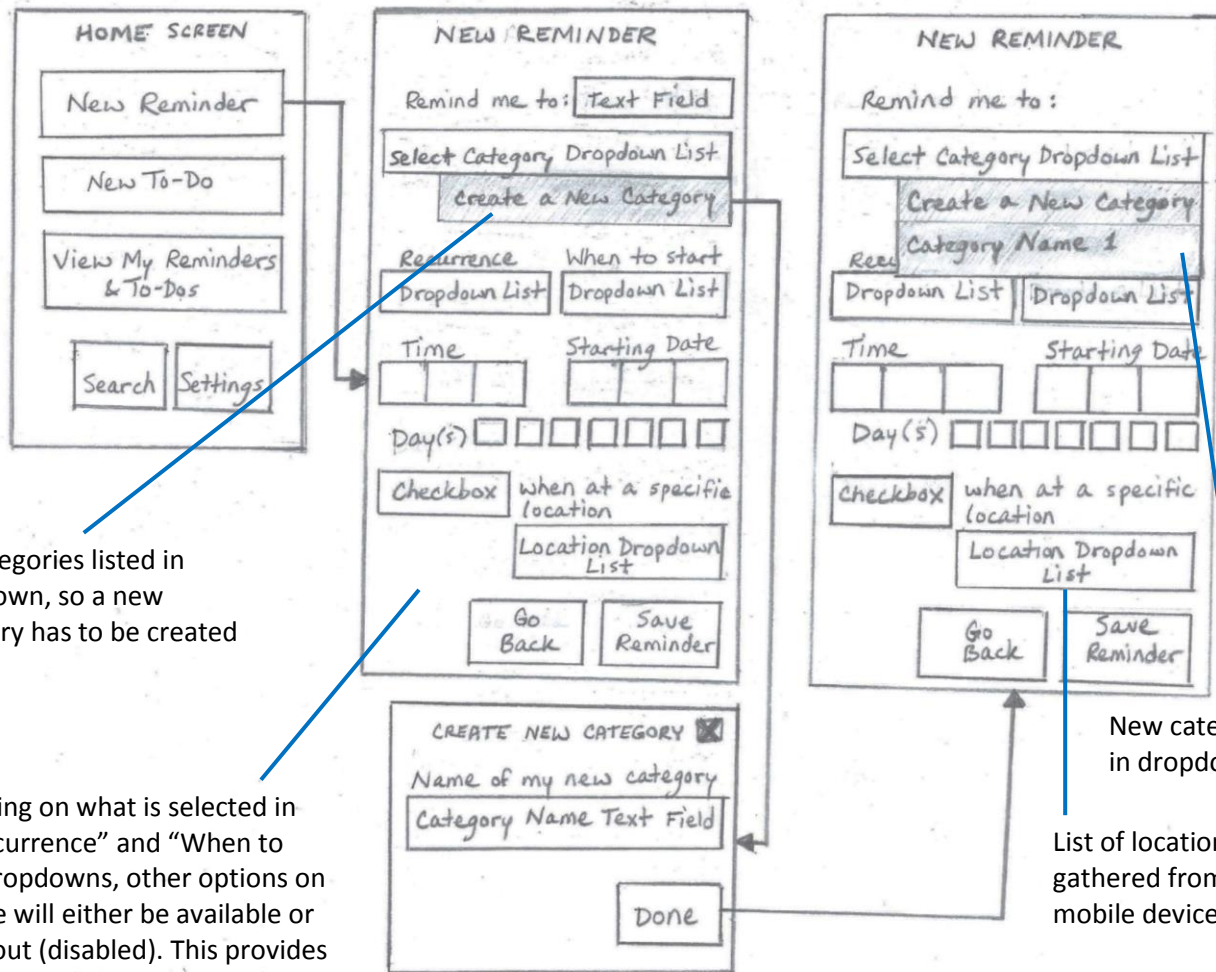 HOME SCREEN
New Reminder
New To-Do
View My Reminders
& To-Dos
Search
Settings
NEW REMINDER
Remind me to: Text Field
Select Category Dropdown List
Create a New Category
Recurrence
When to start
Dropdown List
Dropdown List
Time
Starting Date
Day(s)
Checkbox
when at a specific
location
Location Dropdown
List
Go
Back
Save
Reminder
CREATE NEW CATEGORY X
Name of my new category
Category Name Text Field
Done
NEW REMINDER
Remind me to:
Select Category Dropdown List
Create a New Category
Category Name 1
Recu
Dropdown List
Dropdown List
Time
Starting Date
Day(s)
Checkbox
when at a specific
location
Location Dropdown
List
Go
Back
Save
Reminder
egories listed in
own, so a new
ry has to be created
ing on what is selected in
currence” and “When to
ropdowns, other options on
e will either be available or
out (disabled). This provides
New cate
in dropdo
List of location
gathered from
mobile device